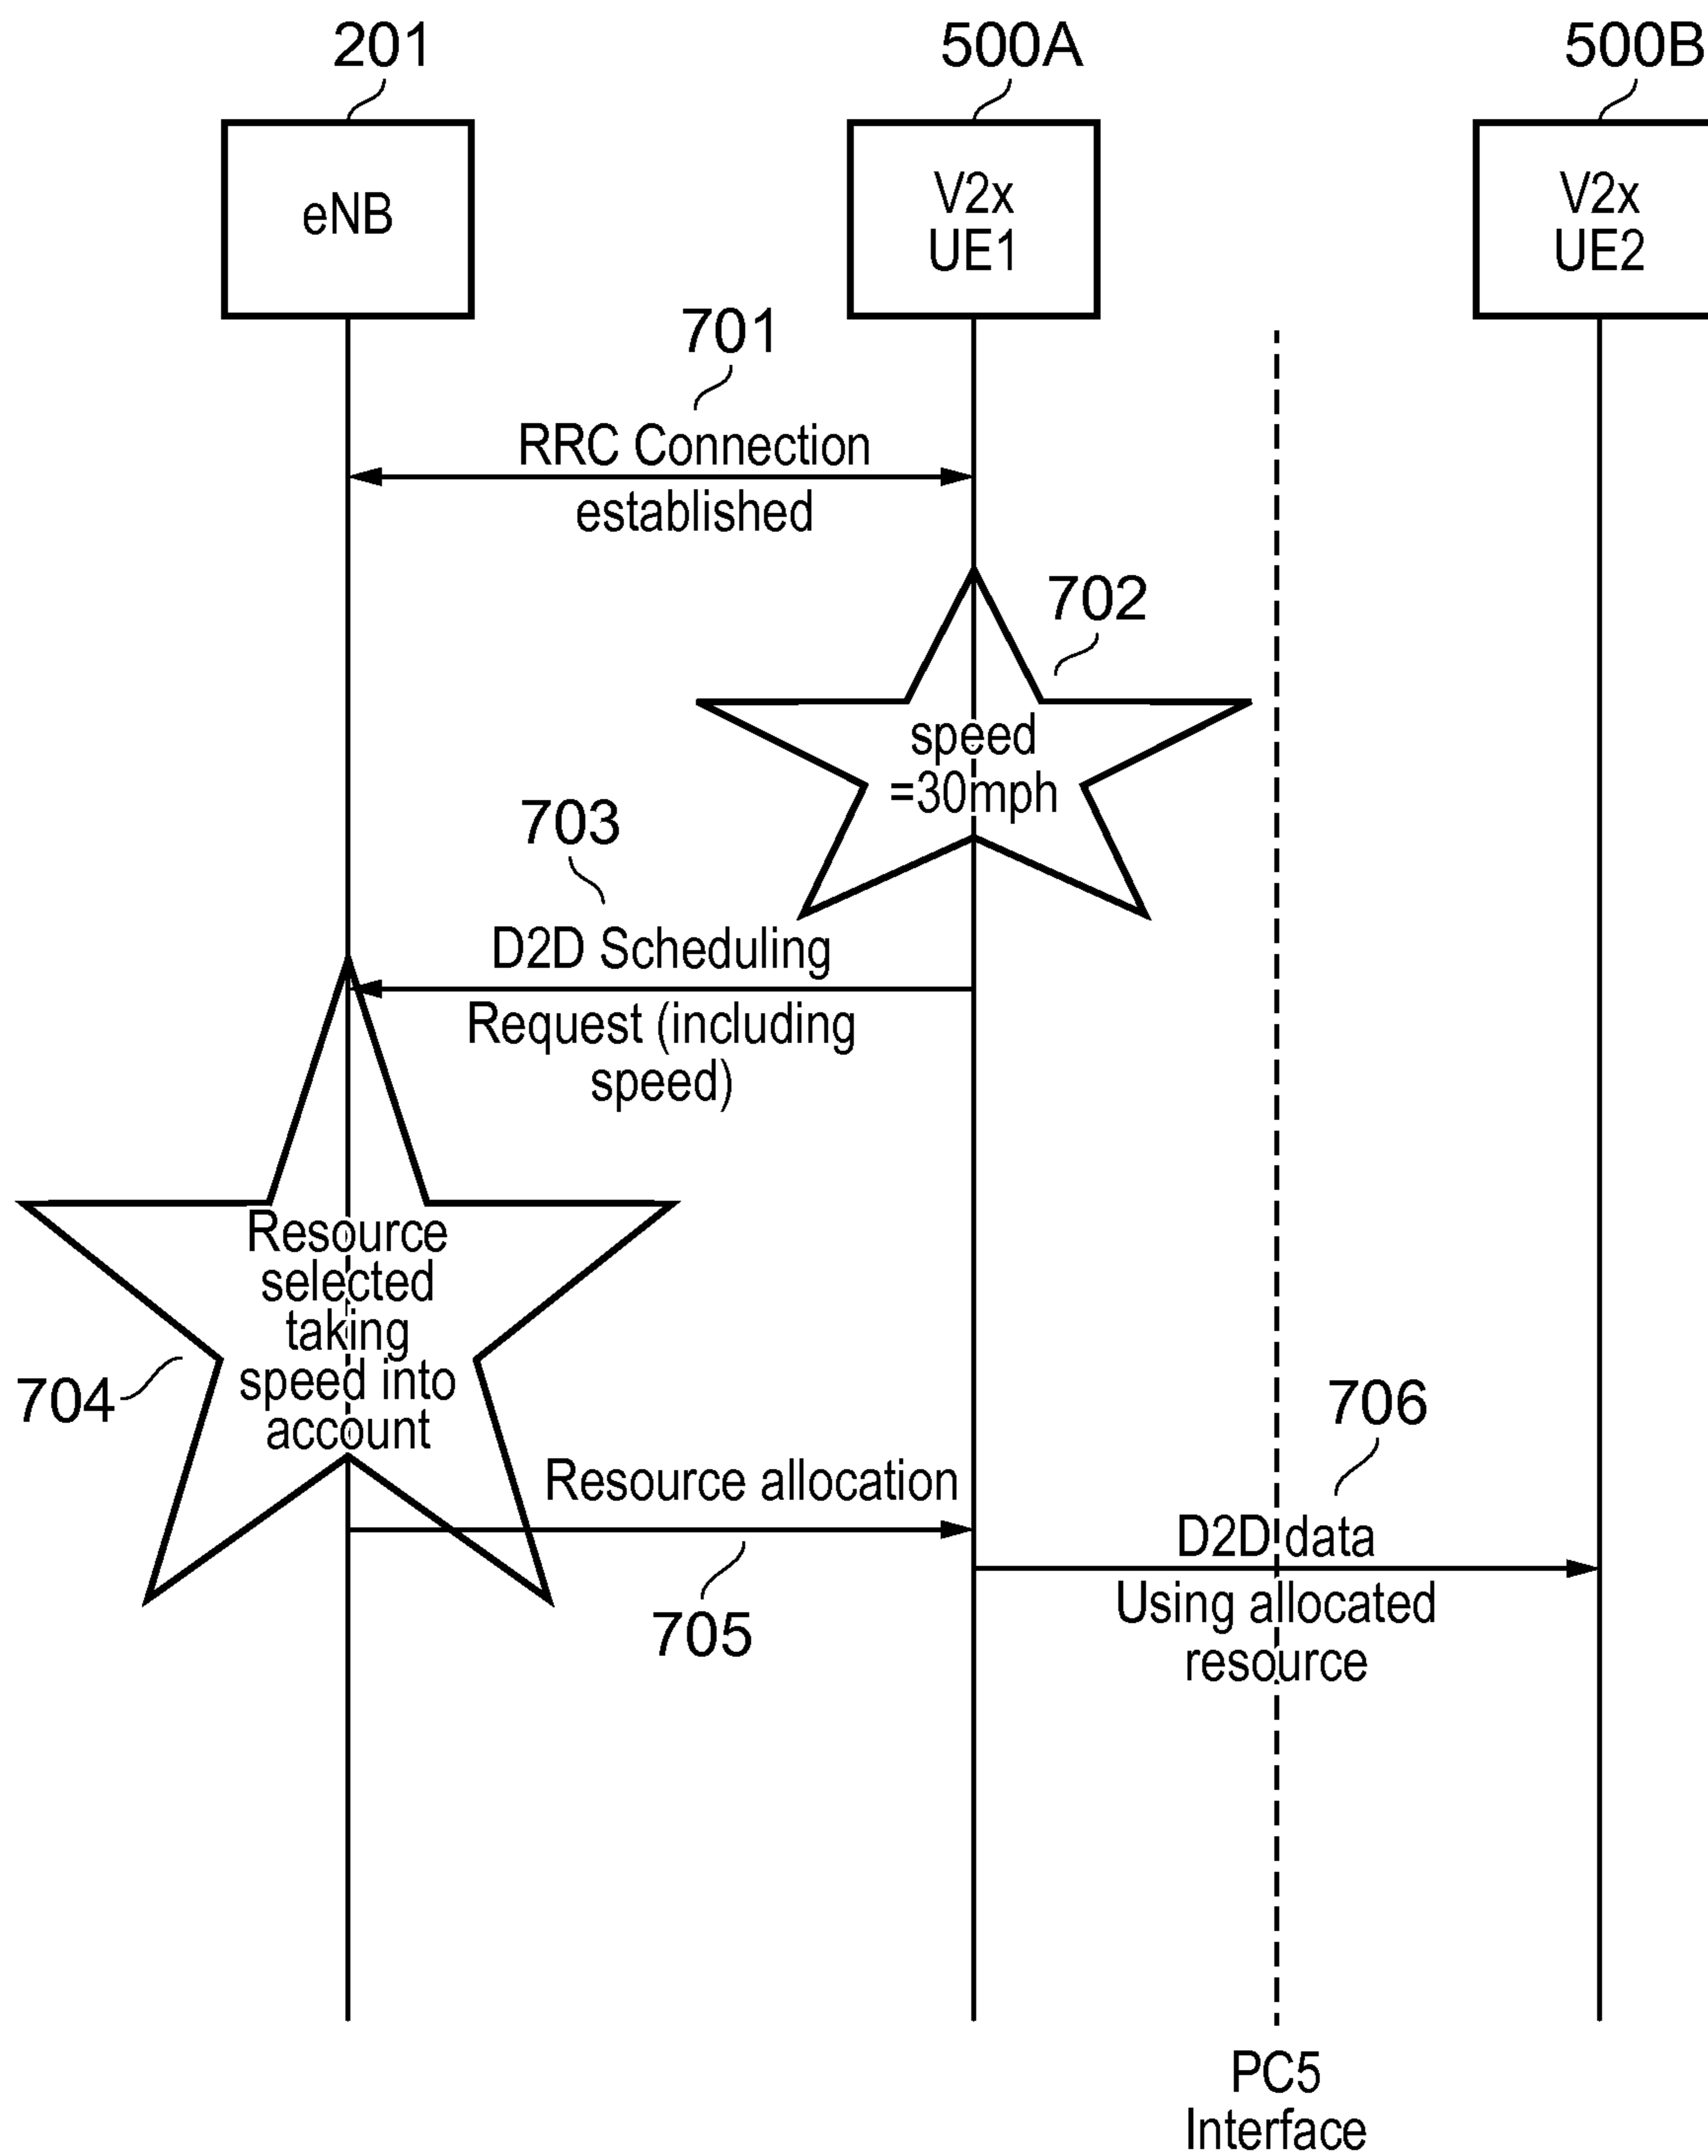 201
500A
500B
eNB
V2x
UE1
V2x
UE2
701
RRC Connection
established
702
speed
=30mph
703
D2D Scheduling
Request (including
speed)
Resource
selected
taking
speed into
account
704
706
Resource allocation
D2D data
Using allocated
resource
705
PC5
Interface